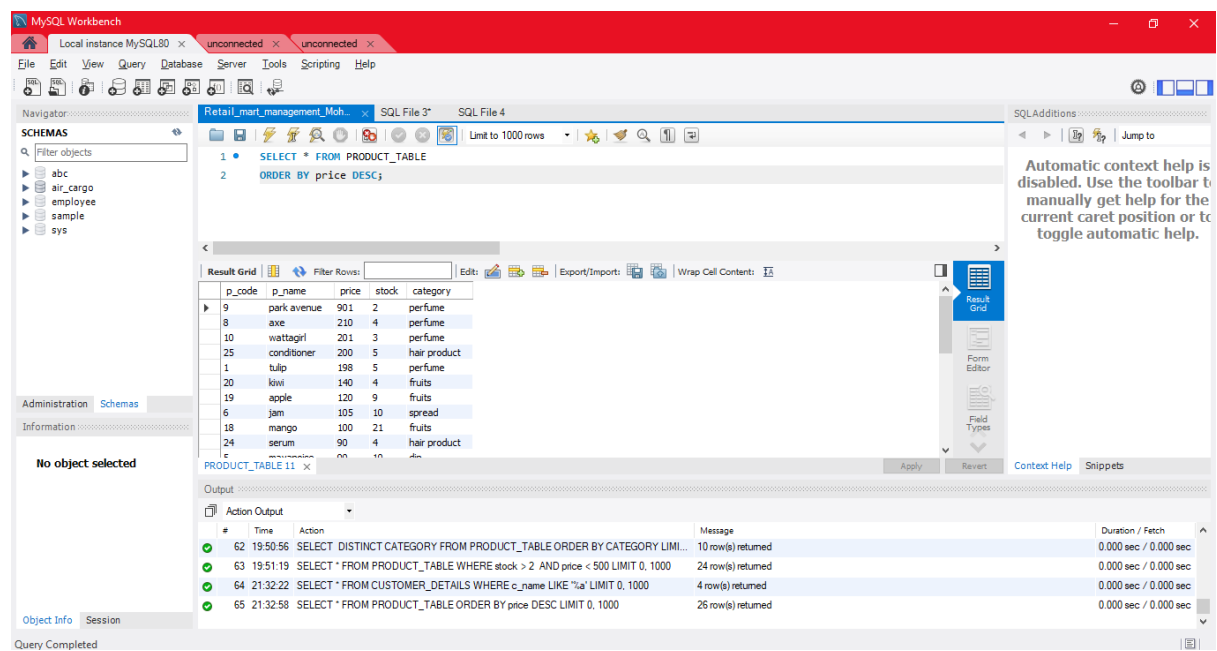 MySQL Workbench
Local instance MySQL80 × unconnected × unconnected ×
File Edit View Query Database Server Tools Scripting Help
Navigator
SCHEMAS
Filter objects
abc
air_cargo
employee
sample
sys
Administration Schemas
Information
No object selected
Object Info Session
Retail_mart_management_Moh... × SQL File 3* SQL File 4
Limit to 1000 rows
1 SELECT * FROM PRODUCT_TABLE
2 ORDER BY price DESC;
Result Grid Filter Rows: Edit: Export/Import: Wrap Cell Content:
p_code p_name price stock category
9 park avenue 901 2 perfume
8 axe 210 4 perfume
10 wattagirl 201 3 perfume
25 conditioner 200 5 hair product
1 tulip 198 5 perfume
20 kiwi 140 4 fruits
19 apple 120 9 fruits
6 jam 105 10 spread
18 mango 100 21 fruits
24 serum 90 4 hair product
Result
Grid
Form
Editor
Field
Types
PRODUCT_TABLE 11 × Apply Revert
SQLAdditions
Jump to
Automatic context help is
disabled. Use the toolbar
manually get help for the
current caret position or
toggle automatic help.
Context Help Snippets
Output
Action Output
# Time Action Message Duration / Fetch
62 19:50:56 SELECT DISTINCT CATEGORY FROM PRODUCT_TABLE ORDER BY CATEGORY LIMI... 10 row(s) returned 0.000 sec / 0.000 sec
63 19:51:19 SELECT * FROM PRODUCT_TABLE WHERE stock > 2 AND price < 500 LIMIT 0, 1000 24 row(s) returned 0.000 sec / 0.000 sec
64 21:32:22 SELECT * FROM CUSTOMER_DETAILS WHERE c_name LIKE '%a' LIMIT 0, 1000 4 row(s) returned 0.000 sec / 0.000 sec
65 21:32:58 SELECT * FROM PRODUCT_TABLE ORDER BY price DESC LIMIT 0, 1000 26 row(s) returned 0.000 sec / 0.000 sec
Query Completed